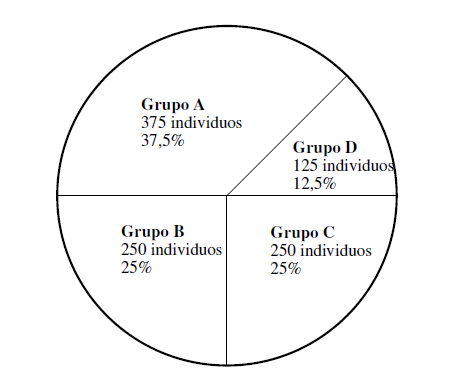 Grupo A
375 individuos
37,5%
Grupo D
125 individuos
12,5%
Grupo B
250 individuos
25%
Grupo C
250 individuos
25%